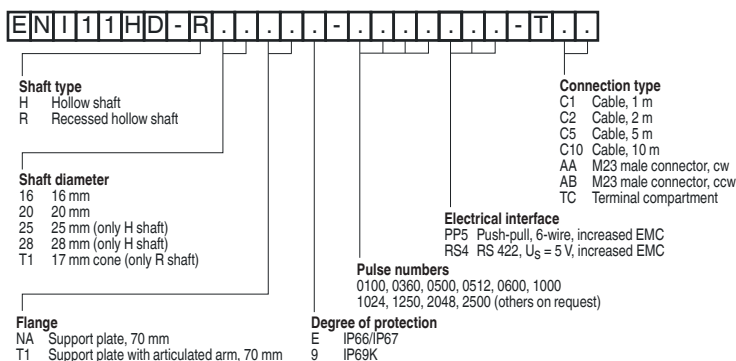 ENI11HD-R.....-.......-T..
Shaft type
H Hollow shaft
R Recessed hollow shaft
Shaft diameter
16 16 mm
20 20 mm
25 25 mm (only H shaft)
28 28 mm (only H shaft)
T1 17 mm cone (only R shaft)
Flange
NA Support plate, 70 mm
T1 Support plate with articulated arm, 70 mm
Degree of protection
E IP66/IP67
9 IP69K
Pulse numbers
0100, 0360, 0500, 0512, 0600, 1000
1024, 1250, 2048, 2500 (others on request)
Electrical interface
PP5 Push-pull, 6-wire, increased EMC
RS4 RS 422, US = 5 V, increased EMC
Connection type
C1 Cable, 1 m
C2 Cable, 2 m
C5 Cable, 5 m
C10 Cable, 10 m
AA M23 male connector, cw
AB M23 male connector, ccw
TC Terminal compartment